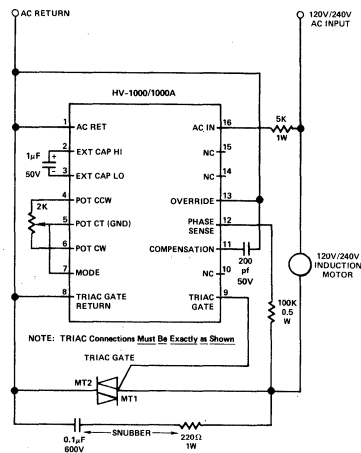 AC RETURN
120V/240V
AC INPUT
HV-1000/1000A
1 AC RET
AC IN 16
5K
1W
2 EXT CAP HI
NC 15
1µF
50V
+
−
3 EXT CAP LO
NC 14
4 POT CCW
OVERRIDE 13
2K
5 POT CT (GND)
PHASE
SENSE
12
6 POT CW
COMPENSATION 11
200
pf
50V
7 MODE
NC 10
120V/240V
INDUCTION
MOTOR
8 TRIAC GATE
RETURN
TRIAC
GATE
9
100K
0.5
W
NOTE: TRIAC Connections Must Be Exactly as Shown
TRIAC GATE
MT2
MT1
SNUBBER
0.1µF
600V
220Ω
1W